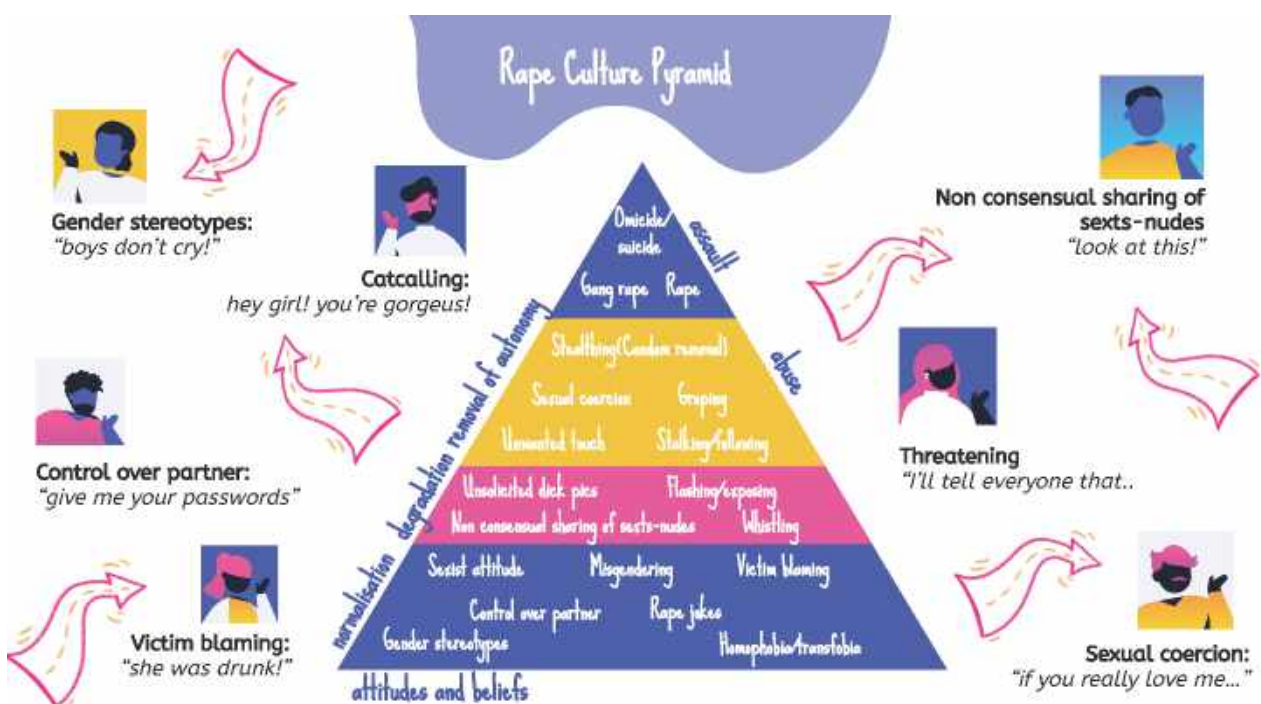 Rape Culture Pyramid
Gender stereotypes:
“boys don’t cry!”
Catcalling:
hey girl! you’re gorgeus!
Control over partner:
“give me your passwords”
Victim blaming:
“she was drunk!”
Omicide/
suicide
Gang rape Rape
Stealthing(Condom removal)
Sexual coercion Groping
Unwanted touch Stalking/following
Unsolicited dick pics Flashing/exposing
Non consensual sharing of sexts-nudes Whistling
Sexist attitude Misgendering Victim blaming
Control over partner Rape jokes
Gender stereotypes Homophobia/transfobia
normalisation degradation removal of autonomy
assault
abuse
attitudes and beliefs
Non consensual sharing of
sexts-nudes
“look at this!”
Threatening
“I’ll tell everyone that..
Sexual coercion:
“if you really love me...”